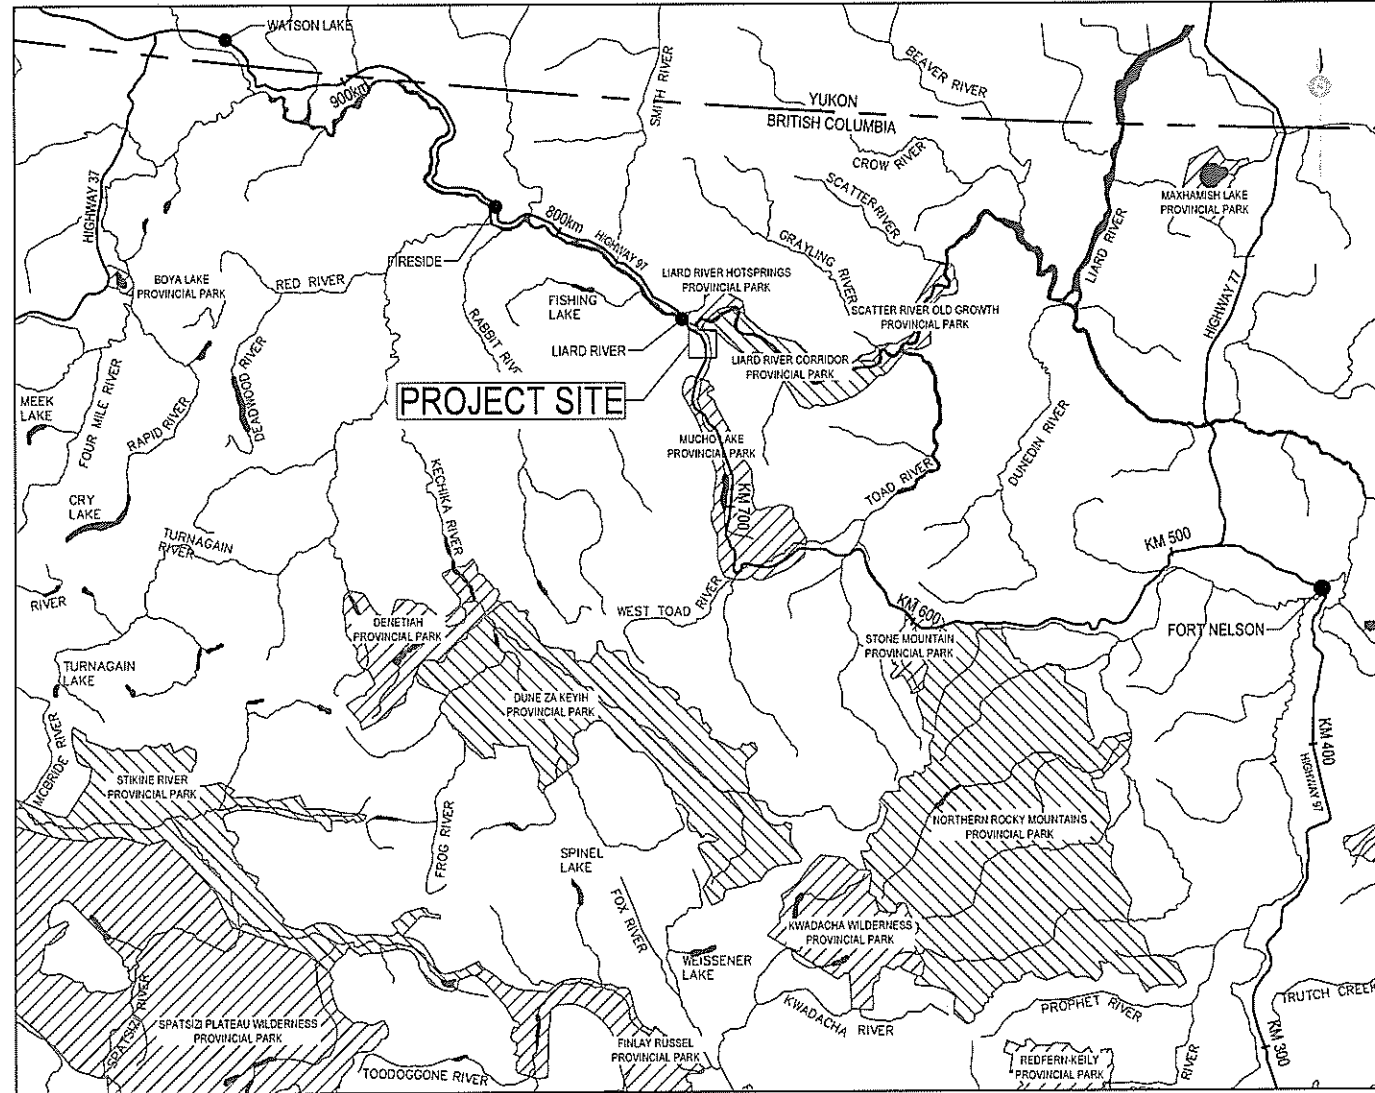 WATSON LAKE
900km
HIGHWAY 37
SMITH RIVER
BEAVER RIVER
YUKON
BRITISH COLUMBIA
CROW RIVER
SCATTER RIVER
MAXHAMISH LAKE
PROVINCIAL PARK
LIARD RIVER
HIGHWAY 77
800km
HIGHWAY 97
GRAYLING RIVER
FIRESIDE
BOYA LAKE
PROVINCIAL PARK
RED RIVER
LIARD RIVER HOTSPRINGS
PROVINCIAL PARK
FISHING
LAKE
RABBIT RIVE
SCATTER RIVER OLD GROWTH
PROVINCIAL PARK
LIARD RIVER
LIARD RIVER CORRIDOR
PROVINCIAL PARK
PROJECT SITE
MEEK
LAKE
FOUR MILE RIVER
RAPID RIVER
DEADWOOD RIVER
MUCHO LAKE
PROVINCIAL PARK
KECHIKA RIVER
KM 700
TOAD RIVER
DUNEDIN RIVER
CRY
LAKE
TURNAGAIN
RIVER
KM 500
RIVER
WEST TOAD RIVER
KM 600
FORT NELSON
DENETIAH
PROVINCIAL PARK
STONE MOUNTAIN
PROVINCIAL PARK
TURNAGAIN
LAKE
DUNE ZA KEYIH
PROVINCIAL PARK
MCBRIDE RIVER
STIKINE RIVER
PROVINCIAL PARK
KM 400
HIGHWAY 97
FROG RIVER
NORTHERN ROCKY MOUNTAINS
PROVINCIAL PARK
SPINEL
LAKE
FOX RIVER
KWADACHA WILDERNESS
PROVINCIAL PARK
WEISSENER
LAKE
SPATSIZI RIVER
KWADACHA RIVER
PROPHET RIVER
TRUTCH CREEK
SPATSIZI PLATEAU WILDERNESS
PROVINCIAL PARK
FINLAY RUSSEL
PROVINCIAL PARK
KM 300
REDFERN-KEILY
PROVINCIAL PARK
RIVER
TOODOGGONE RIVER